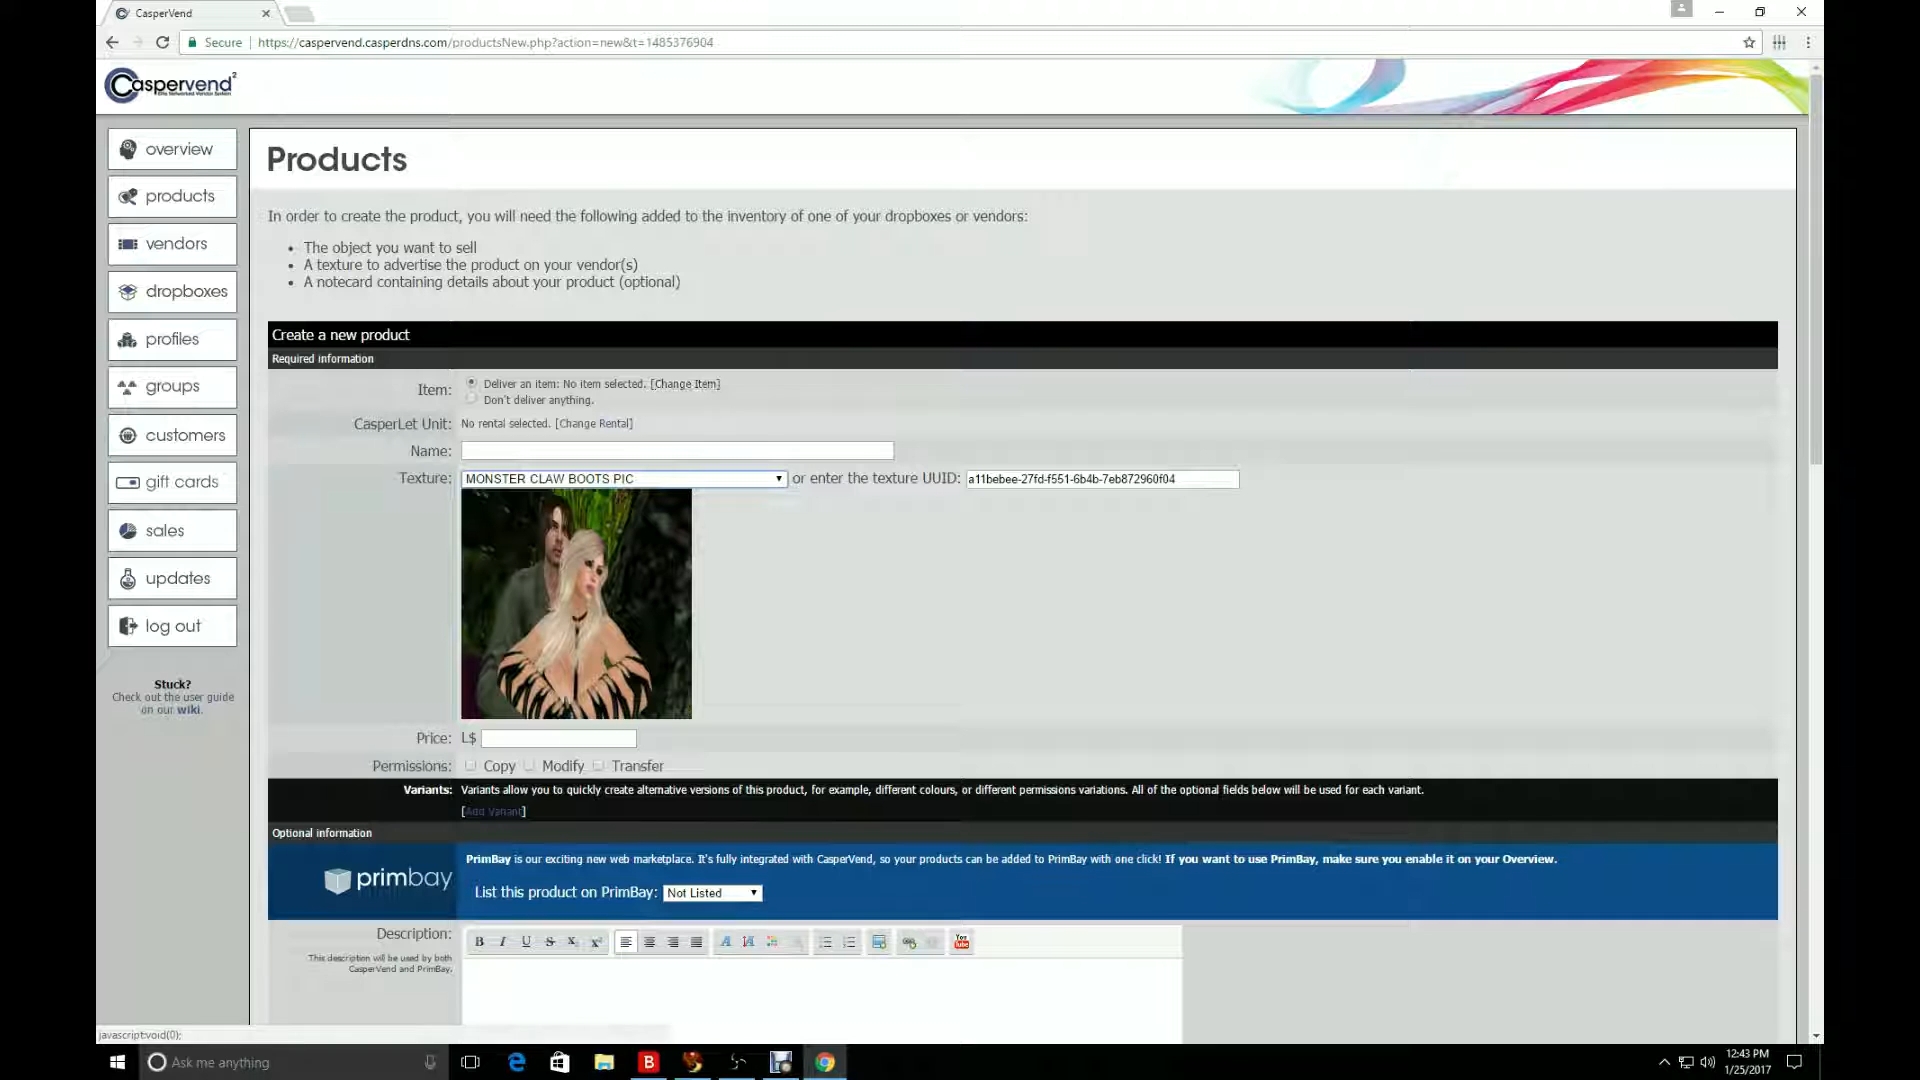 CasperVend
Secure https://caspervend.casperdns.com/productsNew.php?action=new&t=1485376904
Caspervend²
Elite Networked Vendor System
overview
products
vendors
dropboxes
profiles
groups
customers
gift cards
sales
updates
log out
Stuck?
Check out the user guide
on our wiki.
Products
In order to create the product, you will need the following added to the inventory of one of your dropboxes or vendors:
• The object you want to sell
• A texture to advertise the product on your vendor(s)
• A notecard containing details about your product (optional)
Create a new product
Required information
Item: Deliver an item: No item selected. [Change Item]
Don't deliver anything.
CasperLet Unit: No rental selected. [Change Rental]
Name:
Texture: MONSTER CLAW BOOTS PIC or enter the texture UUID: a11bebee-27fd-f551-6b4b-7eb872960f04
Price: L$
Permissions: Copy Modify Transfer
Variants: Variants allow you to quickly create alternative versions of this product, for example, different colours, or different permissions variations. All of the optional fields below will be used for each variant.
[Add Variant]
Optional information
primbay
PrimBay is our exciting new web marketplace. It's fully integrated with CasperVend, so your products can be added to PrimBay with one click! If you want to use PrimBay, make sure you enable it on your Overview.
List this product on PrimBay: Not Listed
Description:
This description will be used by both
CasperVend and PrimBay.
B I U S X X² A A You Tube
javascript:void(0);
Ask me anything
B
12:43 PM
1/25/2017